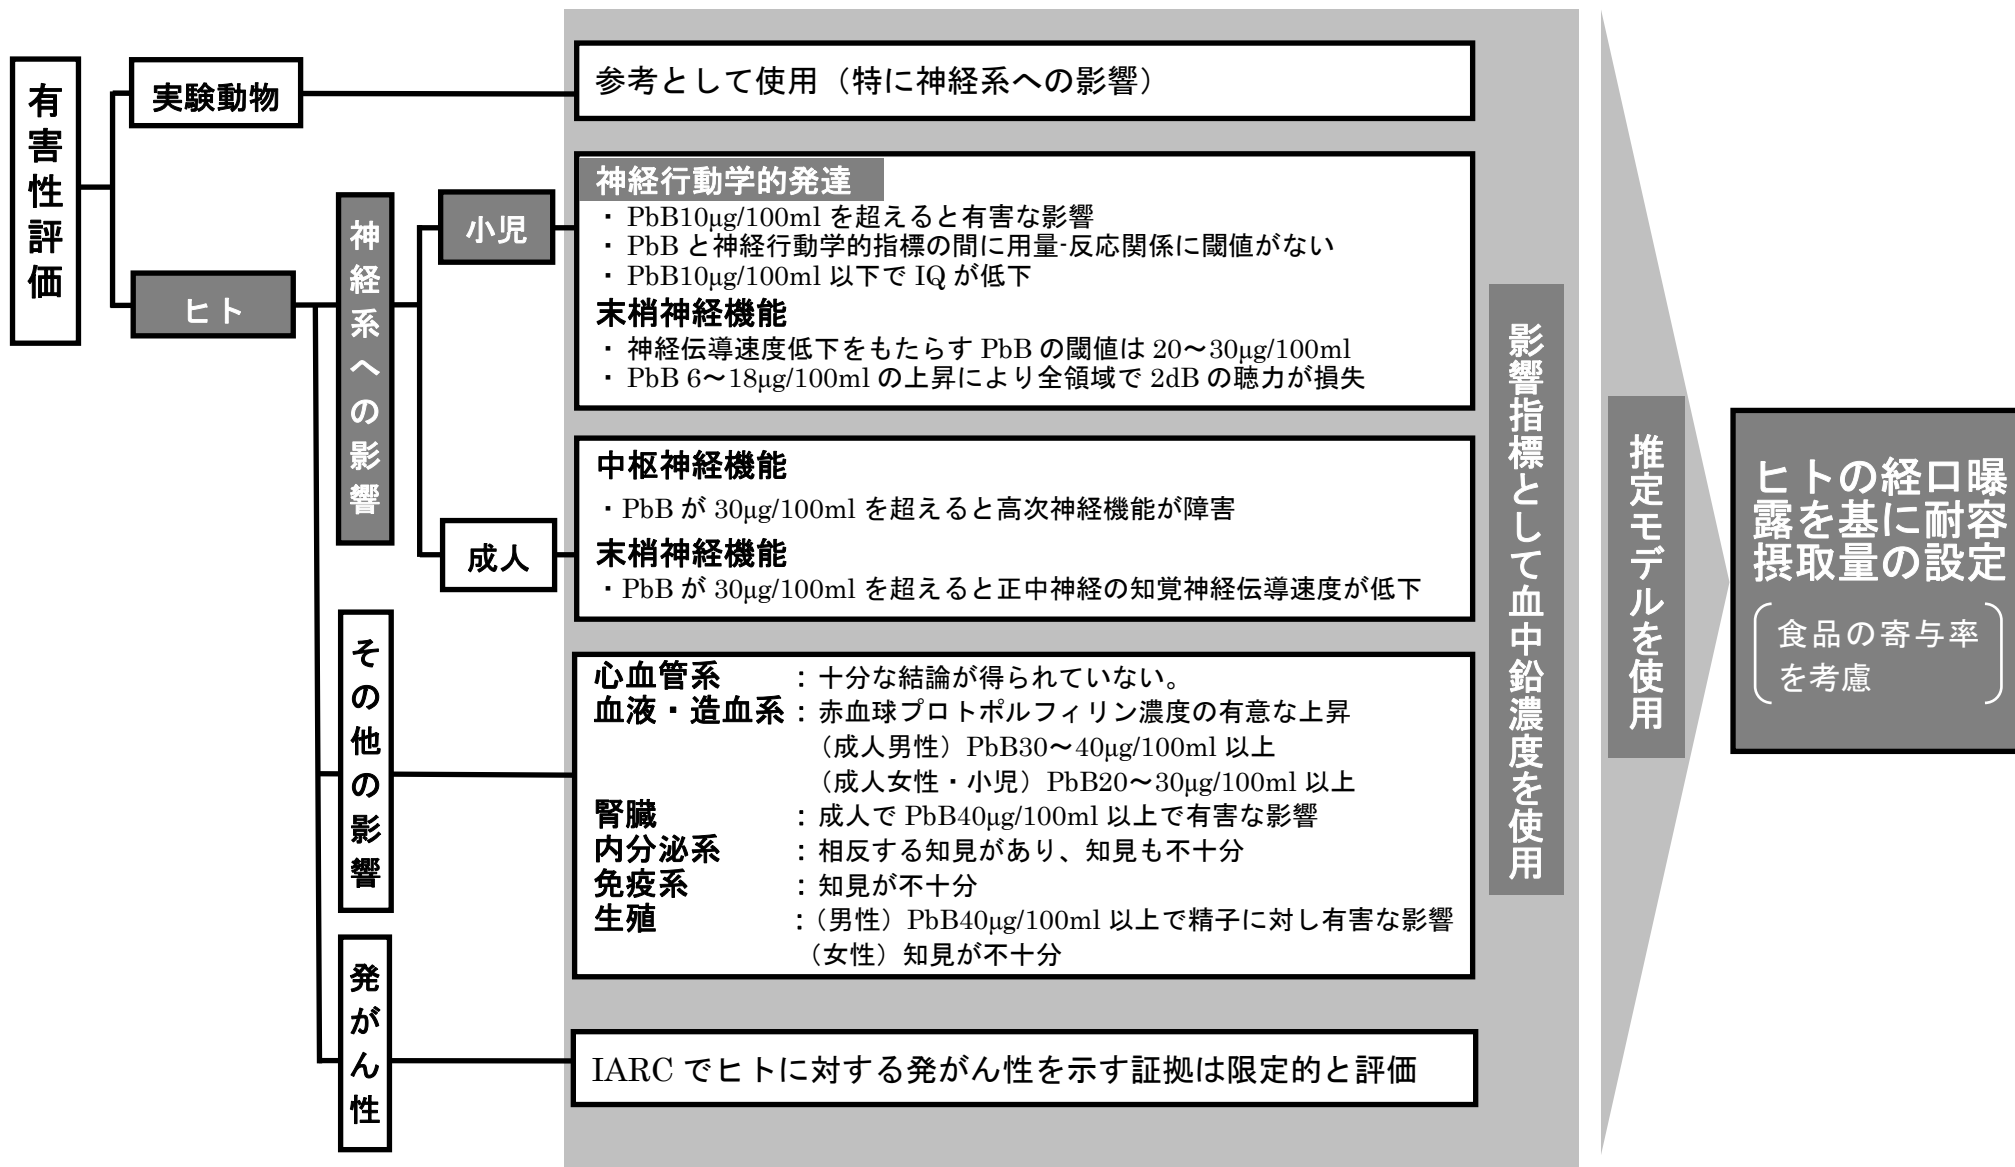 有害性評価
実験動物
参考として使用（特に神経系への影響）
ヒト
神経系への影響
小児
神経行動学的発達
・ PbB10μg/100ml を超えると有害な影響
・ PbB と神経行動学的指標の間に用量‐反応関係に閾値がない
・ PbB10μg/100ml 以下で IQ が低下
末梢神経機能
・ 神経伝導速度低下をもたらす PbB の閾値は 20～30μg/100ml
・ PbB 6～18μg/100ml の上昇により全領域で 2dB の聴力が損失
成人
中枢神経機能
・PbB が 30μg/100ml を超えると高次神経機能が障害
末梢神経機能
・PbB が 30μg/100ml を超えると正中神経の知覚神経伝導速度が低下
その他の影響
心血管系 ：十分な結論が得られていない。
血液・造血系：赤血球プロトポルフィリン濃度の有意な上昇
（成人男性）PbB30～40μg/100ml 以上
（成人女性・小児）PbB20～30μg/100ml 以上
腎臓 ：成人で PbB40μg/100ml 以上で有害な影響
内分泌系 ：相反する知見があり、知見も不十分
免疫系 ：知見が不十分
生殖 ：（男性）PbB40μg/100ml 以上で精子に対し有害な影響
（女性）知見が不十分
発がん性
IARC でヒトに対する発がん性を示す証拠は限定的と評価
影響指標として血中鉛濃度を使用
推定モデルを使用
ヒトの経口曝
露を基に耐容
摂取量の設定
食品の寄与率
を考慮